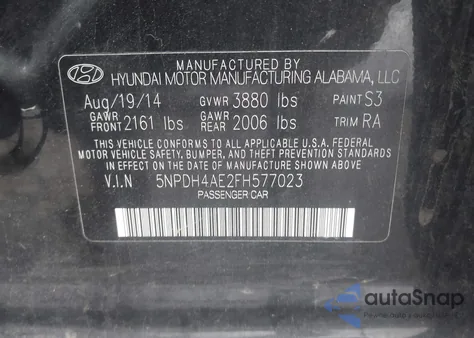 MANUFACTURED BY
HYUNDAI MOTOR MANUFACTURING ALABAMA, LLC
Aug/19/14 GVWR 3880 lbs PAINT S3
GAWR FRONT 2161 lbs GAWR REAR 2006 lbs TRIM RA
THIS VEHICLE CONFORMS TO ALL APPLICABLE U.S.A. FEDERAL
MOTOR VEHICLE SAFETY, BUMPER, AND THEFT PREVENTION STANDARDS
IN EFFECT ON THE DATE OF MANUFACTURE SHOWN ABOVE.
V.I.N 5NPDH4AE2FH577023
PASSENGER CAR
autoSnap